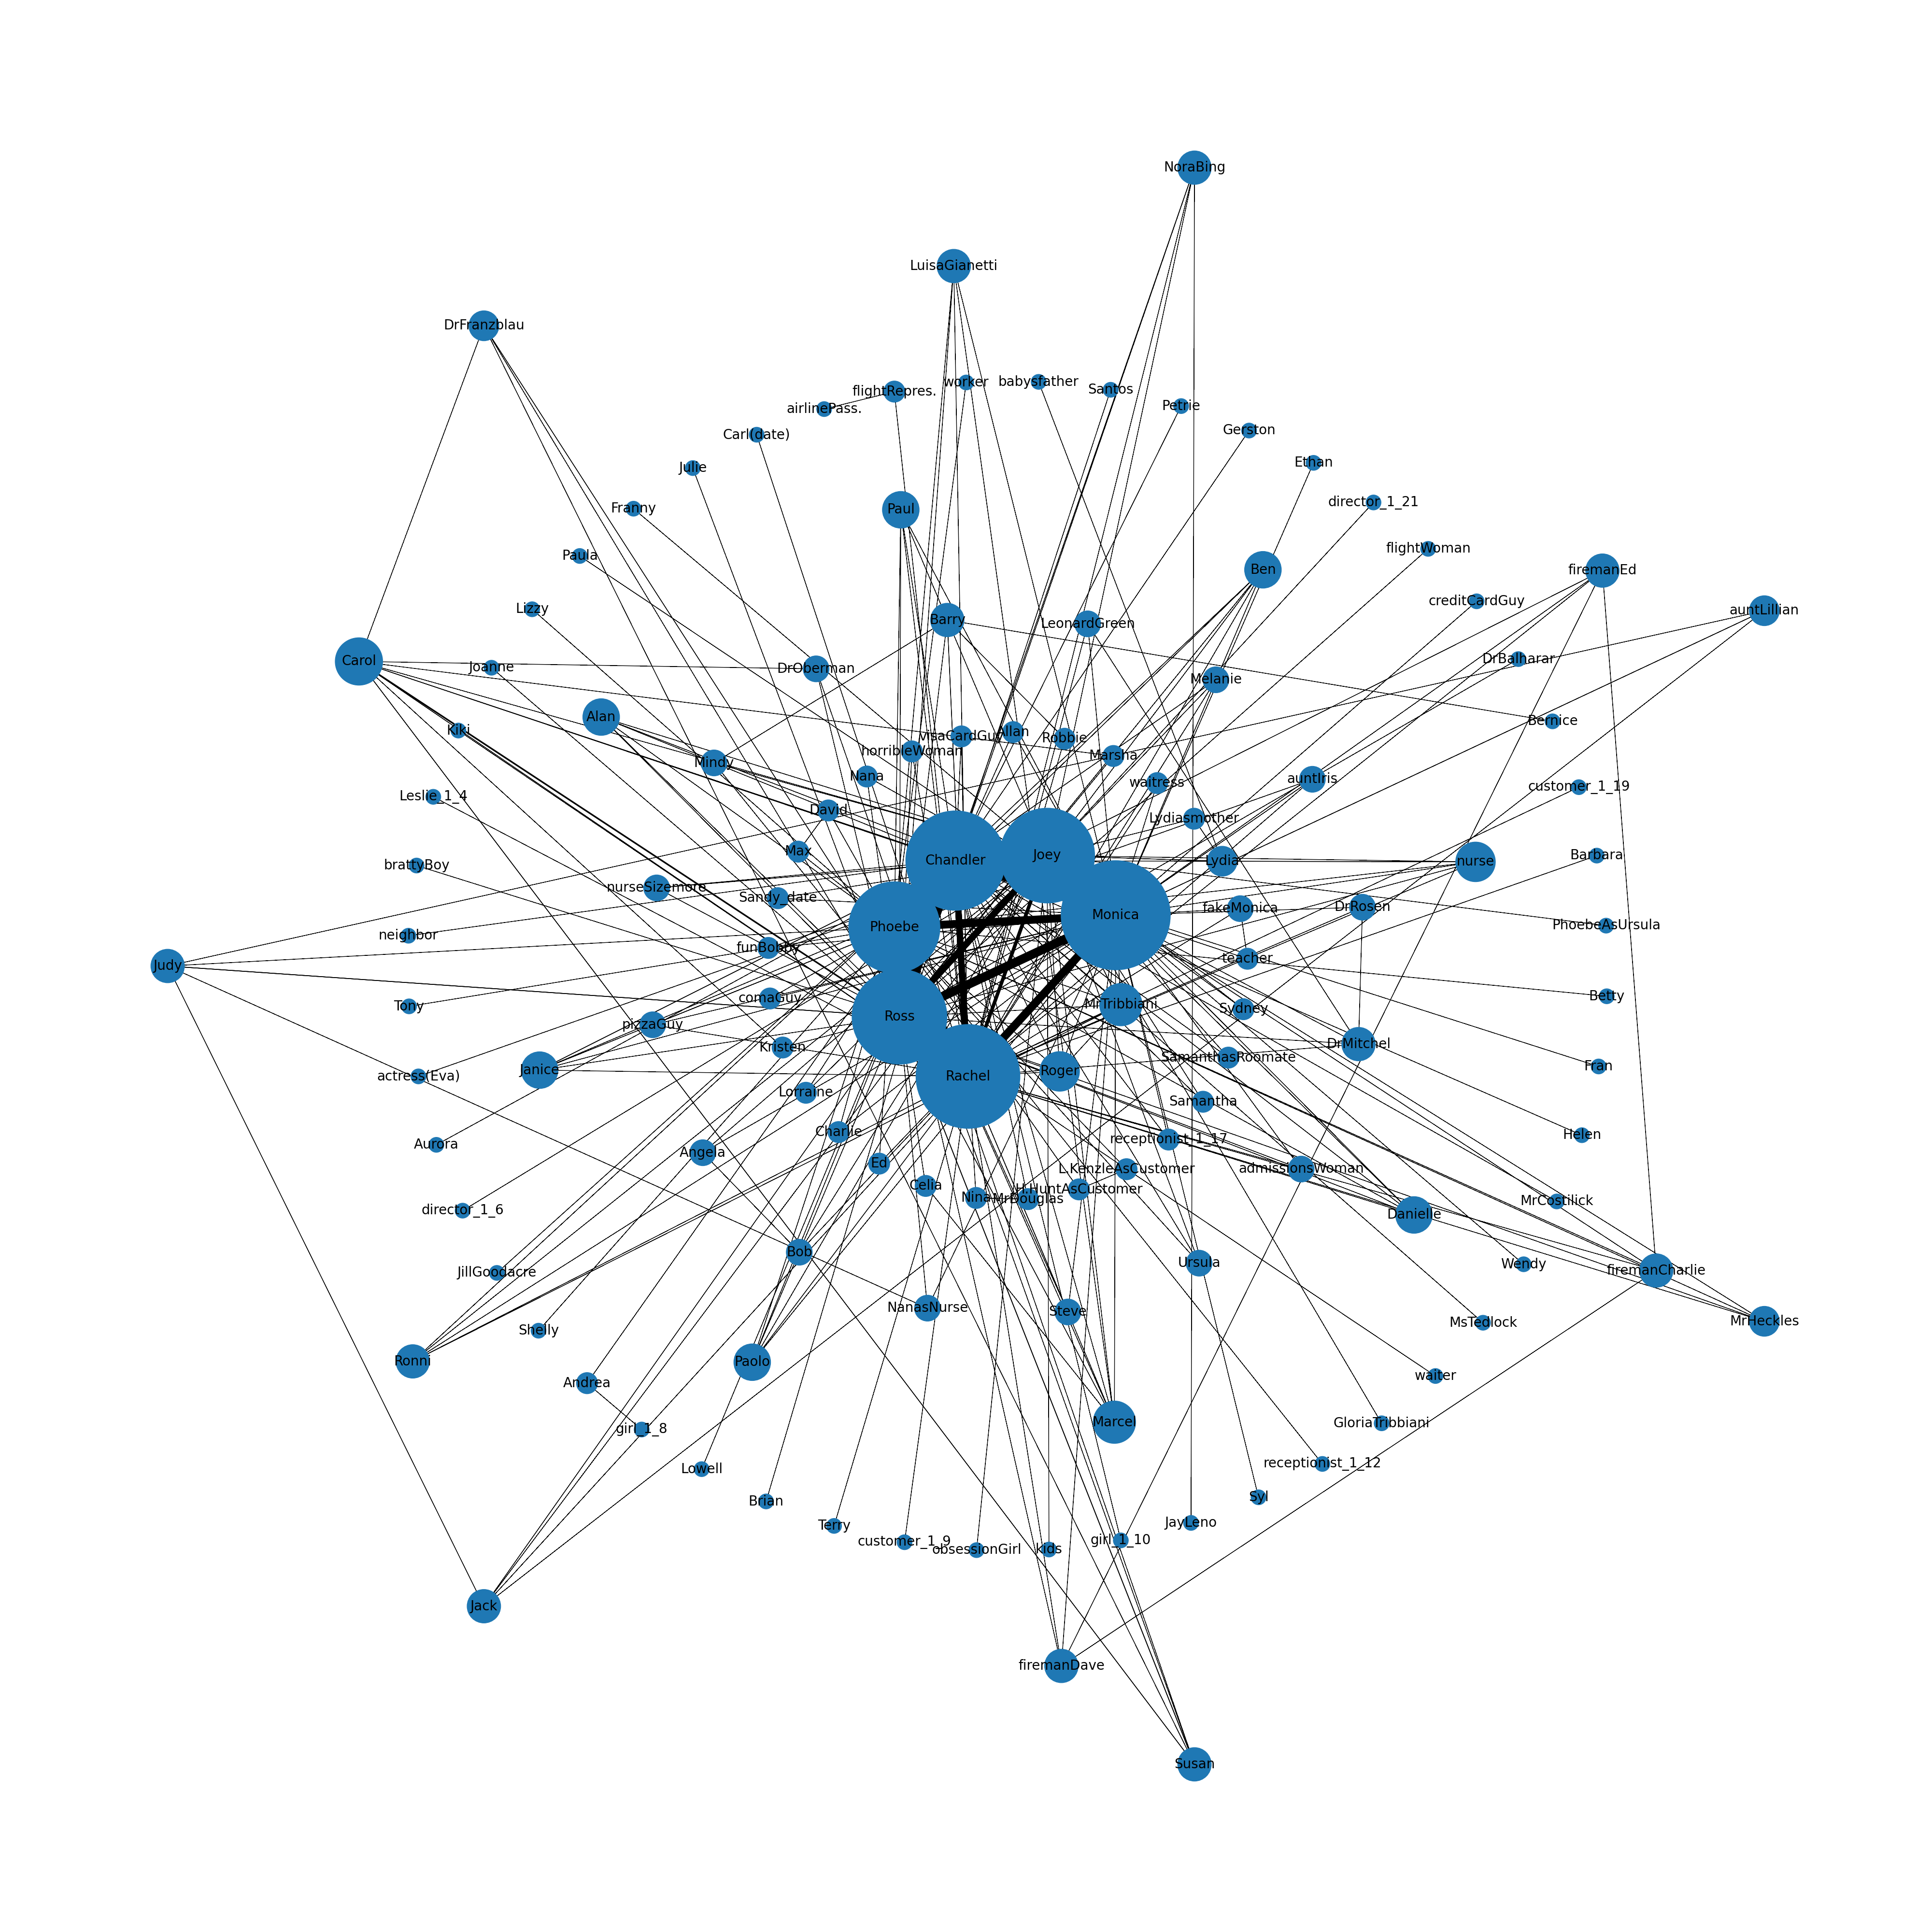 NoraBing
LuisaGianetti
DrFranzblau
worker
babysfather
flightRepres.
Santos
airlinePass.
Petrie
Carl(date)
Gerston
Julie
Ethan
Franny
Paul
director_1_21
flightWoman
Paula
Ben
firemanEd
creditCardGuy
Lizzy
auntLillian
Barry
LeonardGreen
Carol
Joanne
DrOberman
DrBalharar
Melanie
Alan
Bernice
Kiki
Allan
visaCardGuy
Robbie
horribleWoman
Marsha
Mindy
Nana
auntIris
waitress
customer_1_19
Leslie_1_4
David
Lydiasmother
Max
Joey
Barbara
Chandler
Lydia
nurse
brattyBoy
nurseSizemore
Sandy_date
fakeMonica
DrRosen
Monica
Phoebe
PhoebeAsUrsula
neighbor
funBobby
teacher
Judy
Betty
comaGuy
MrTribbiani
Tony
Sydney
Ross
pizzaGuy
DrMitchel
Kristen
SamanthasRoomate
Fran
Janice
Roger
actress(Eva)
Rachel
Lorraine
Samantha
Charlie
Helen
receptionist_1_17
Aurora
Angela
Ed
L.KenzleAsCustomer
admissionsWoman
Celia
H.HuntAsCustomer
Nina
MrDouglas
MrCostilick
director_1_6
Danielle
Bob
Ursula
Wendy
JillGoodacre
firemanCharlie
NanasNurse
Steve
MrHeckles
MsTedlock
Shelly
Ronni
Paolo
waiter
Andrea
Marcel
GloriaTribbiani
girl_1_8
receptionist_1_12
Lowell
Syl
Brian
JayLeno
Terry
girl_1_10
customer_1_9
obsessionGirl
kids
Jack
firemanDave
Susan